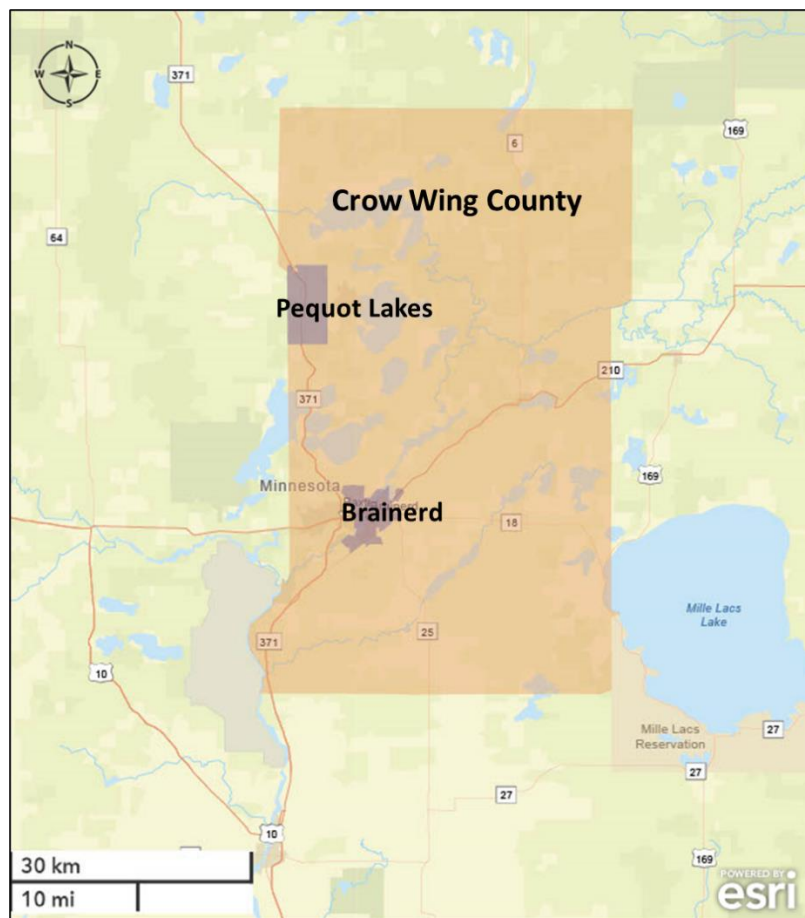 N
W E
S
371
6
169
Crow Wing County
64
Pequot Lakes
210
371
169
Minnesota
Brainerd
18
Mille Lacs
Lake
25
371
10
Mille Lacs
Reservation
27
27
27
10
169
30 km
10 mi
POWERED BY
esri